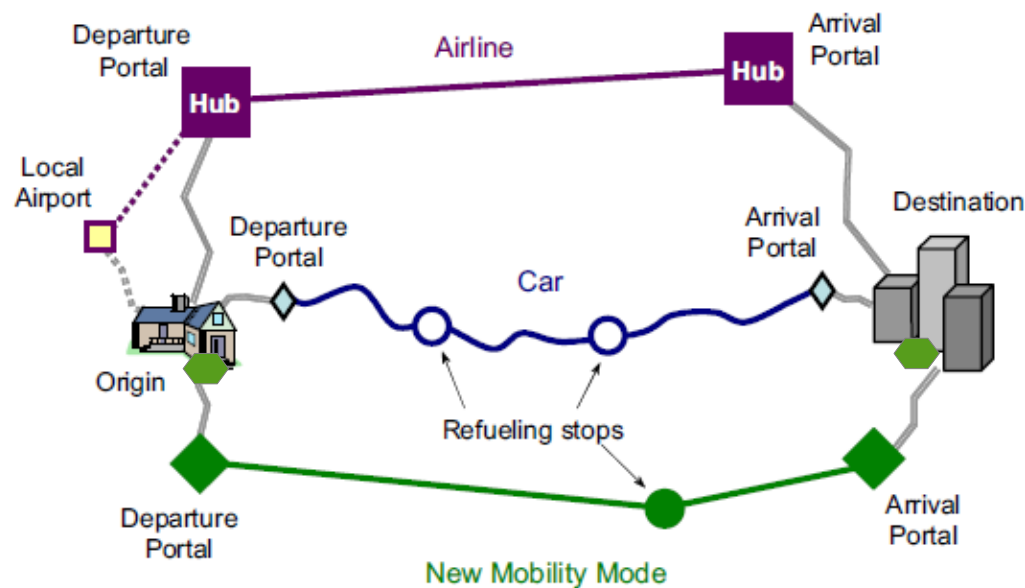 Departure
Portal
Airline
Arrival
Portal
Hub
Hub
Local
Airport
Departure
Portal
Arrival
Portal
Destination
Car
Origin
Refueling stops
Departure
Portal
Arrival
Portal
New Mobility Mode